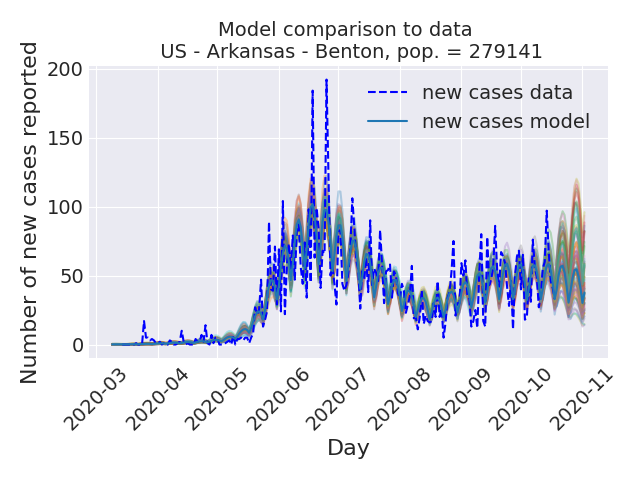 Model comparison to data
US - Arkansas - Benton, pop. = 279141
Number of new cases reported
200
150
100
50
0
new cases data
new cases model
2020-03
2020-04
2020-05
2020-06
2020-07
2020-08
2020-09
2020-10
2020-11
Day